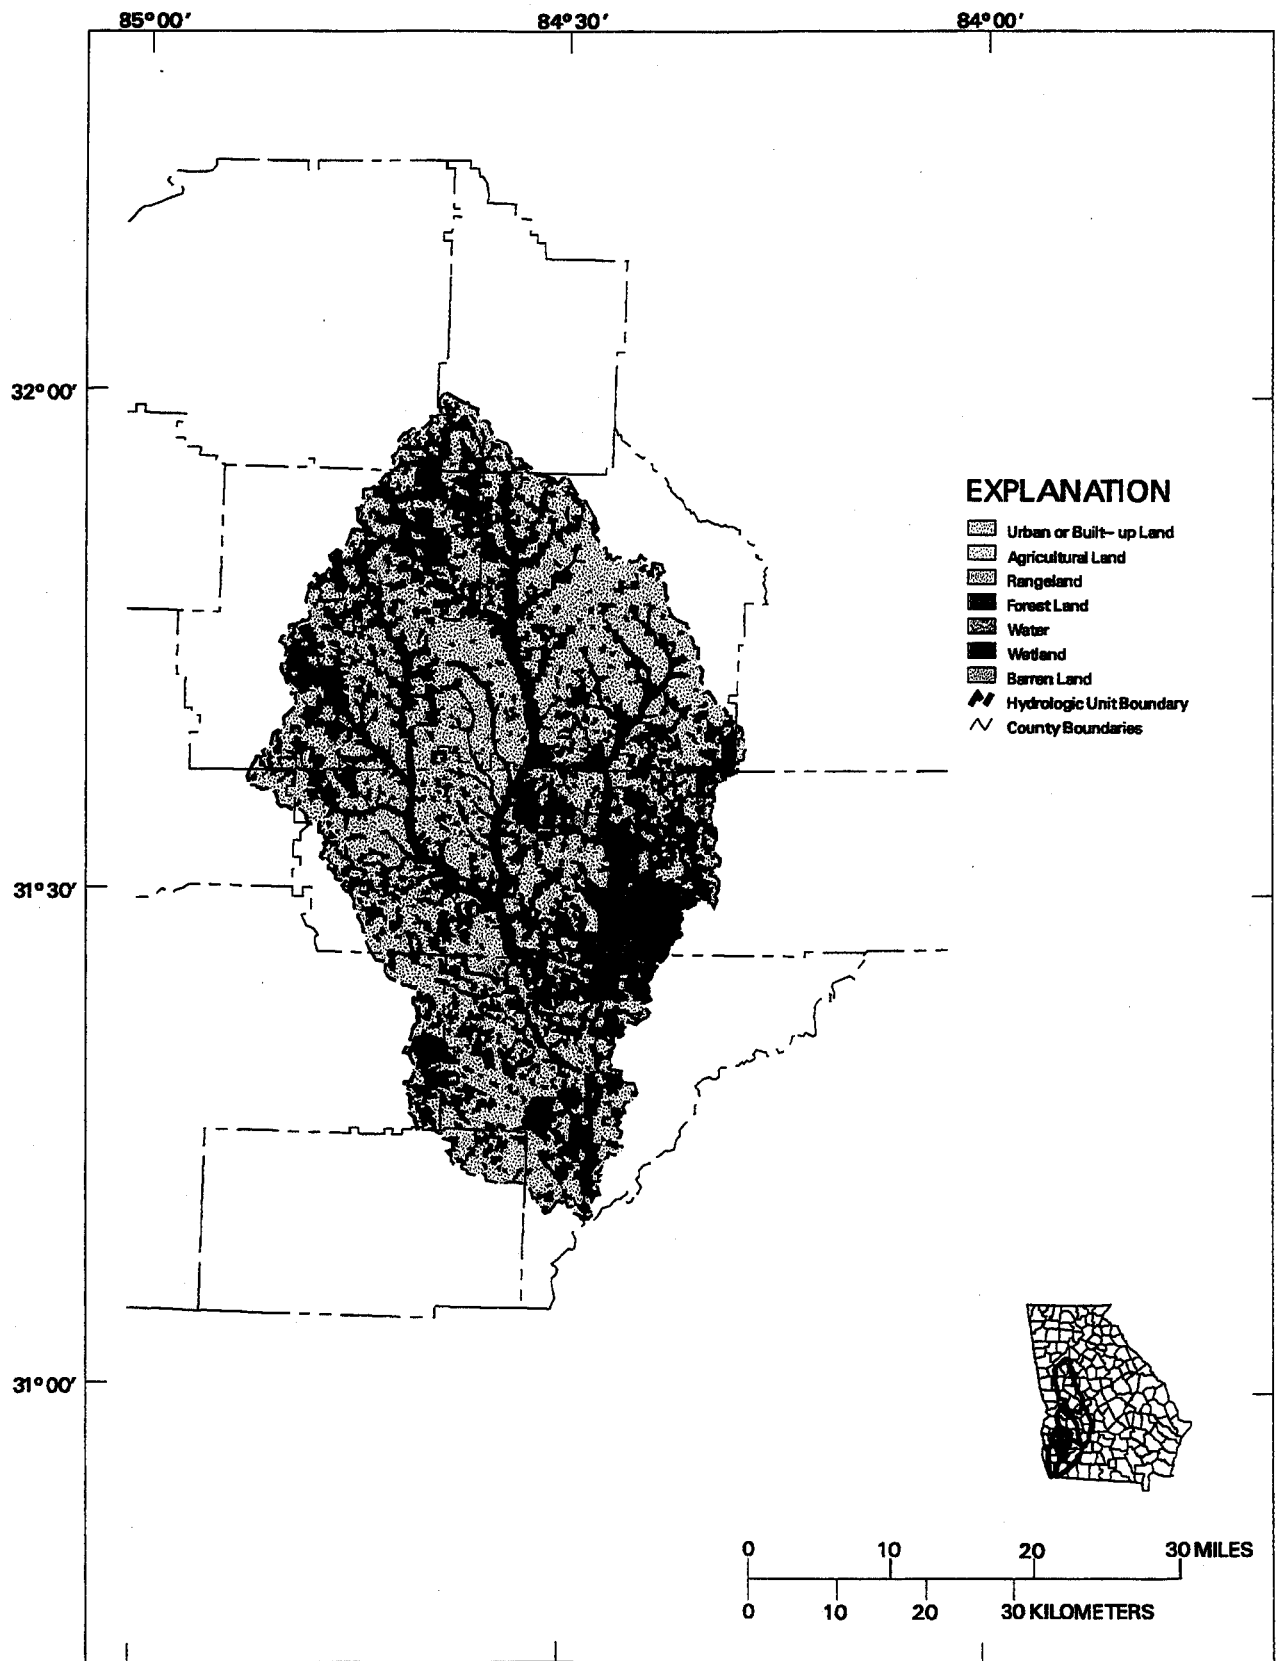 85°00′ 84°30′ 84°00′
32°00′
EXPLANATION
Urban or Built-up Land
Agricultural Land
Rangeland
Forest Land
Water
Wetland
Barren Land
Hydrologic Unit Boundary
County Boundaries
31°30′
31°00′
0 10 20 30 MILES
0 10 20 30 KILOMETERS